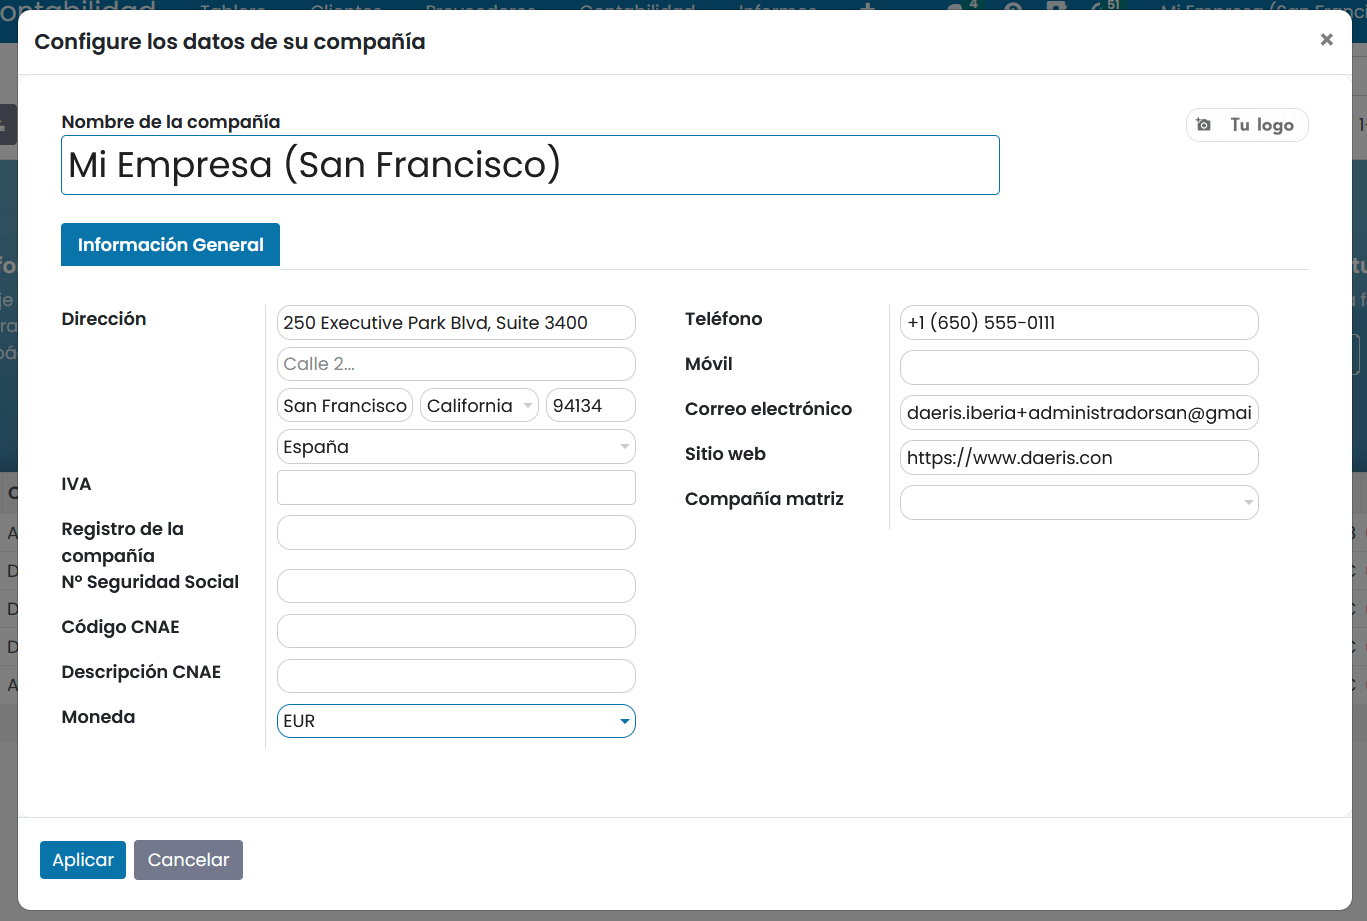 Configure los datos de su compañía
×
Nombre de la compañía
Tu logo
Mi Empresa (San Francisco)
Información General
Dirección
250 Executive Park Blvd, Suite 3400
Calle 2...
San Francisco California 94134
España
IVA
Registro de la
compañía
Nº Seguridad Social
Código CNAE
Descripción CNAE
Moneda
EUR
Teléfono
+1 (650) 555-0111
Móvil
Correo electrónico
daeris.iberia+administradorsan@gmai
Sitio web
https://www.daeris.con
Compañía matriz
Aplicar
Cancelar